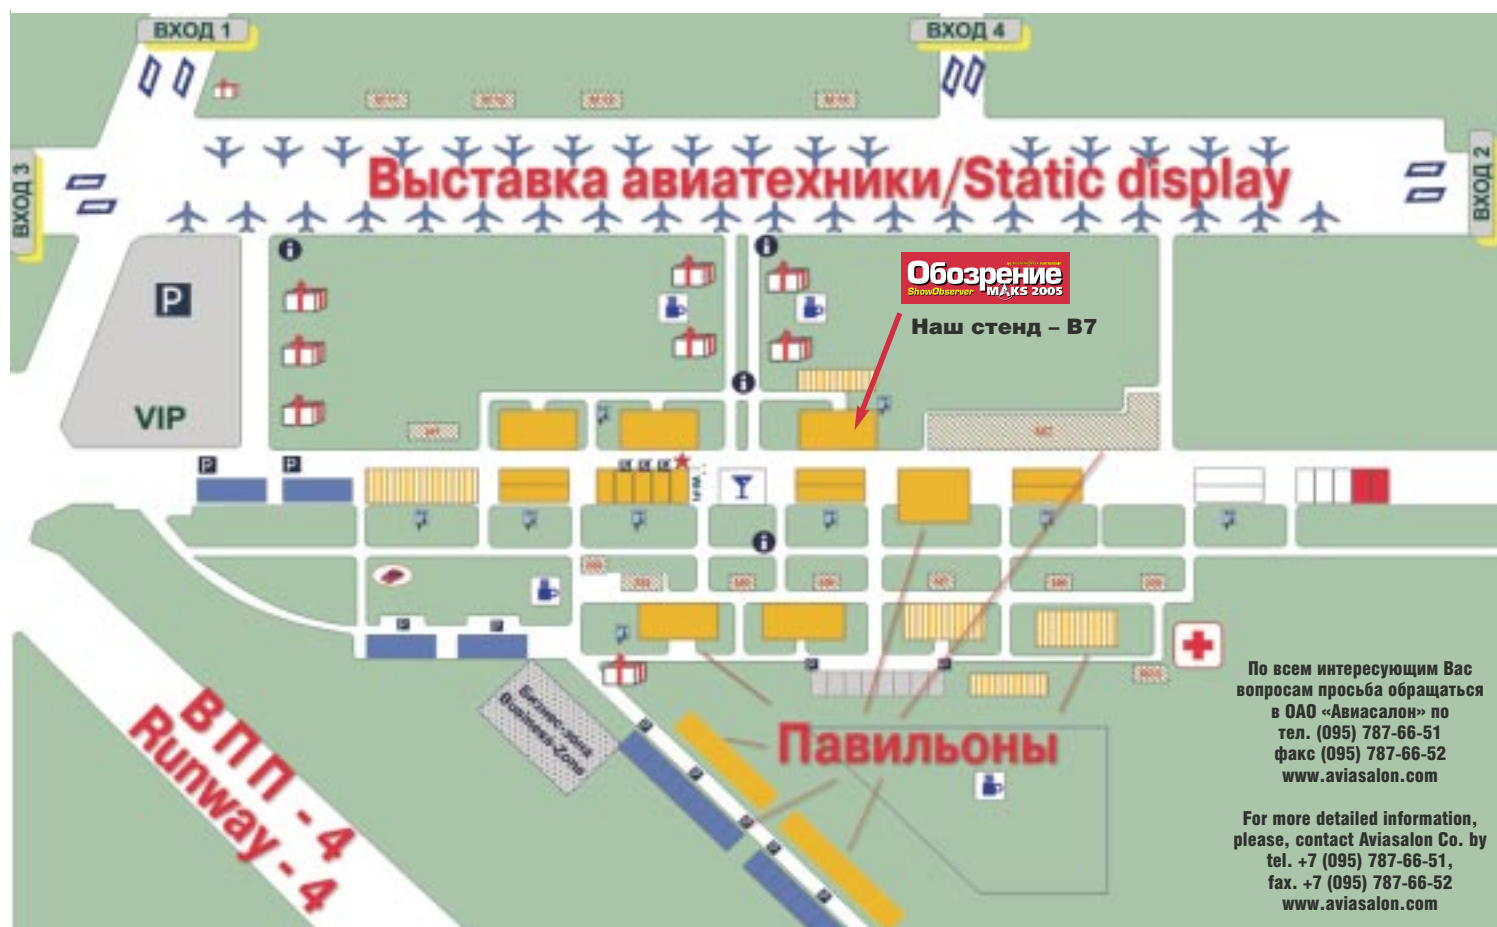 ВХОД 1
ВХОД 4
ВХОД 3
ВХОД 2
Выставка авиатехники/Static display
P
Обозрение
ShowObserver MAKS 2005
Наш стенд – В7
VIP
P
P
Бизнес-зона
Business-Zone
ВПП - 4
Runway - 4
Павильоны
По всем интересующим Вас
вопросам просьба обращаться
в ОАО «Авиасалон» по
тел. (095) 787-66-51
факс (095) 787-66-52
www.aviasalon.com
For more detailed information,
please, contact Aviasalon Co. by
tel. +7 (095) 787-66-51,
fax. +7 (095) 787-66-52
www.aviasalon.com